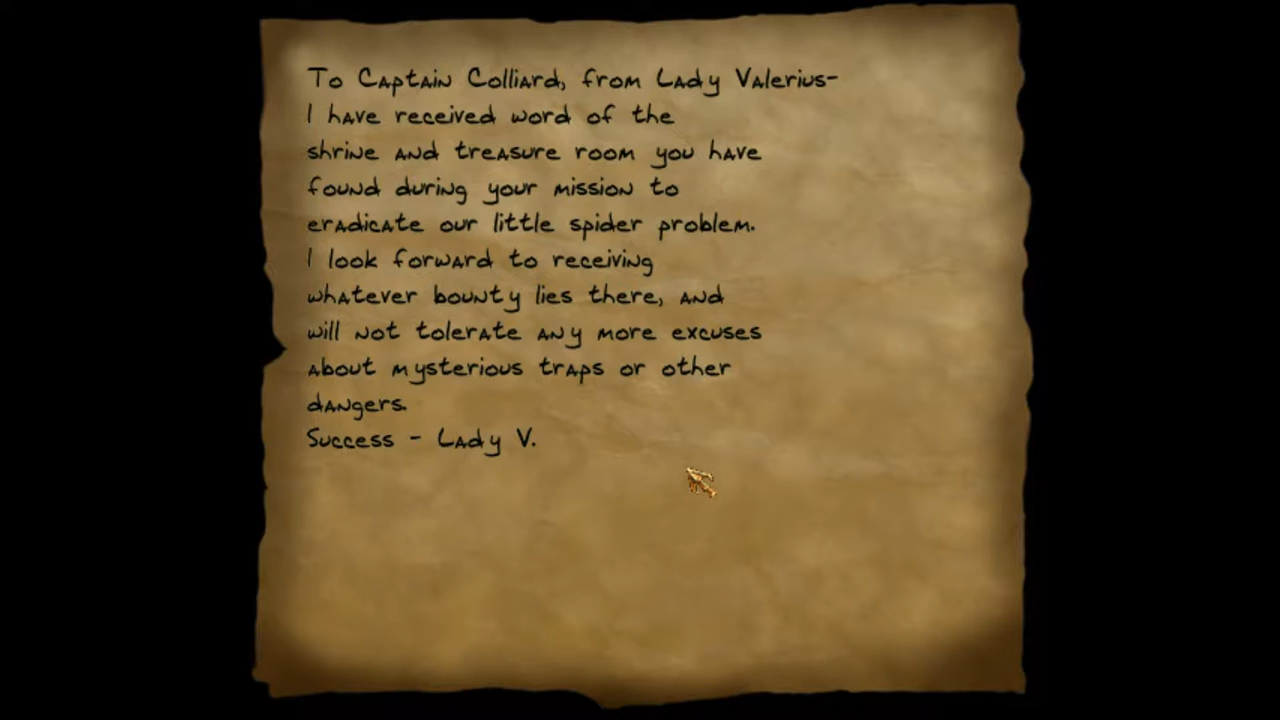 To Captain Colliard, from Lady Valerius-
I have received word of the
shrine and treasure room you have
found during your mission to
eradicate our little spider problem.
I look forward to receiving
whatever bounty lies there, and
will not tolerate any more excuses
about mysterious traps or other
dangers.
Success - Lady V.